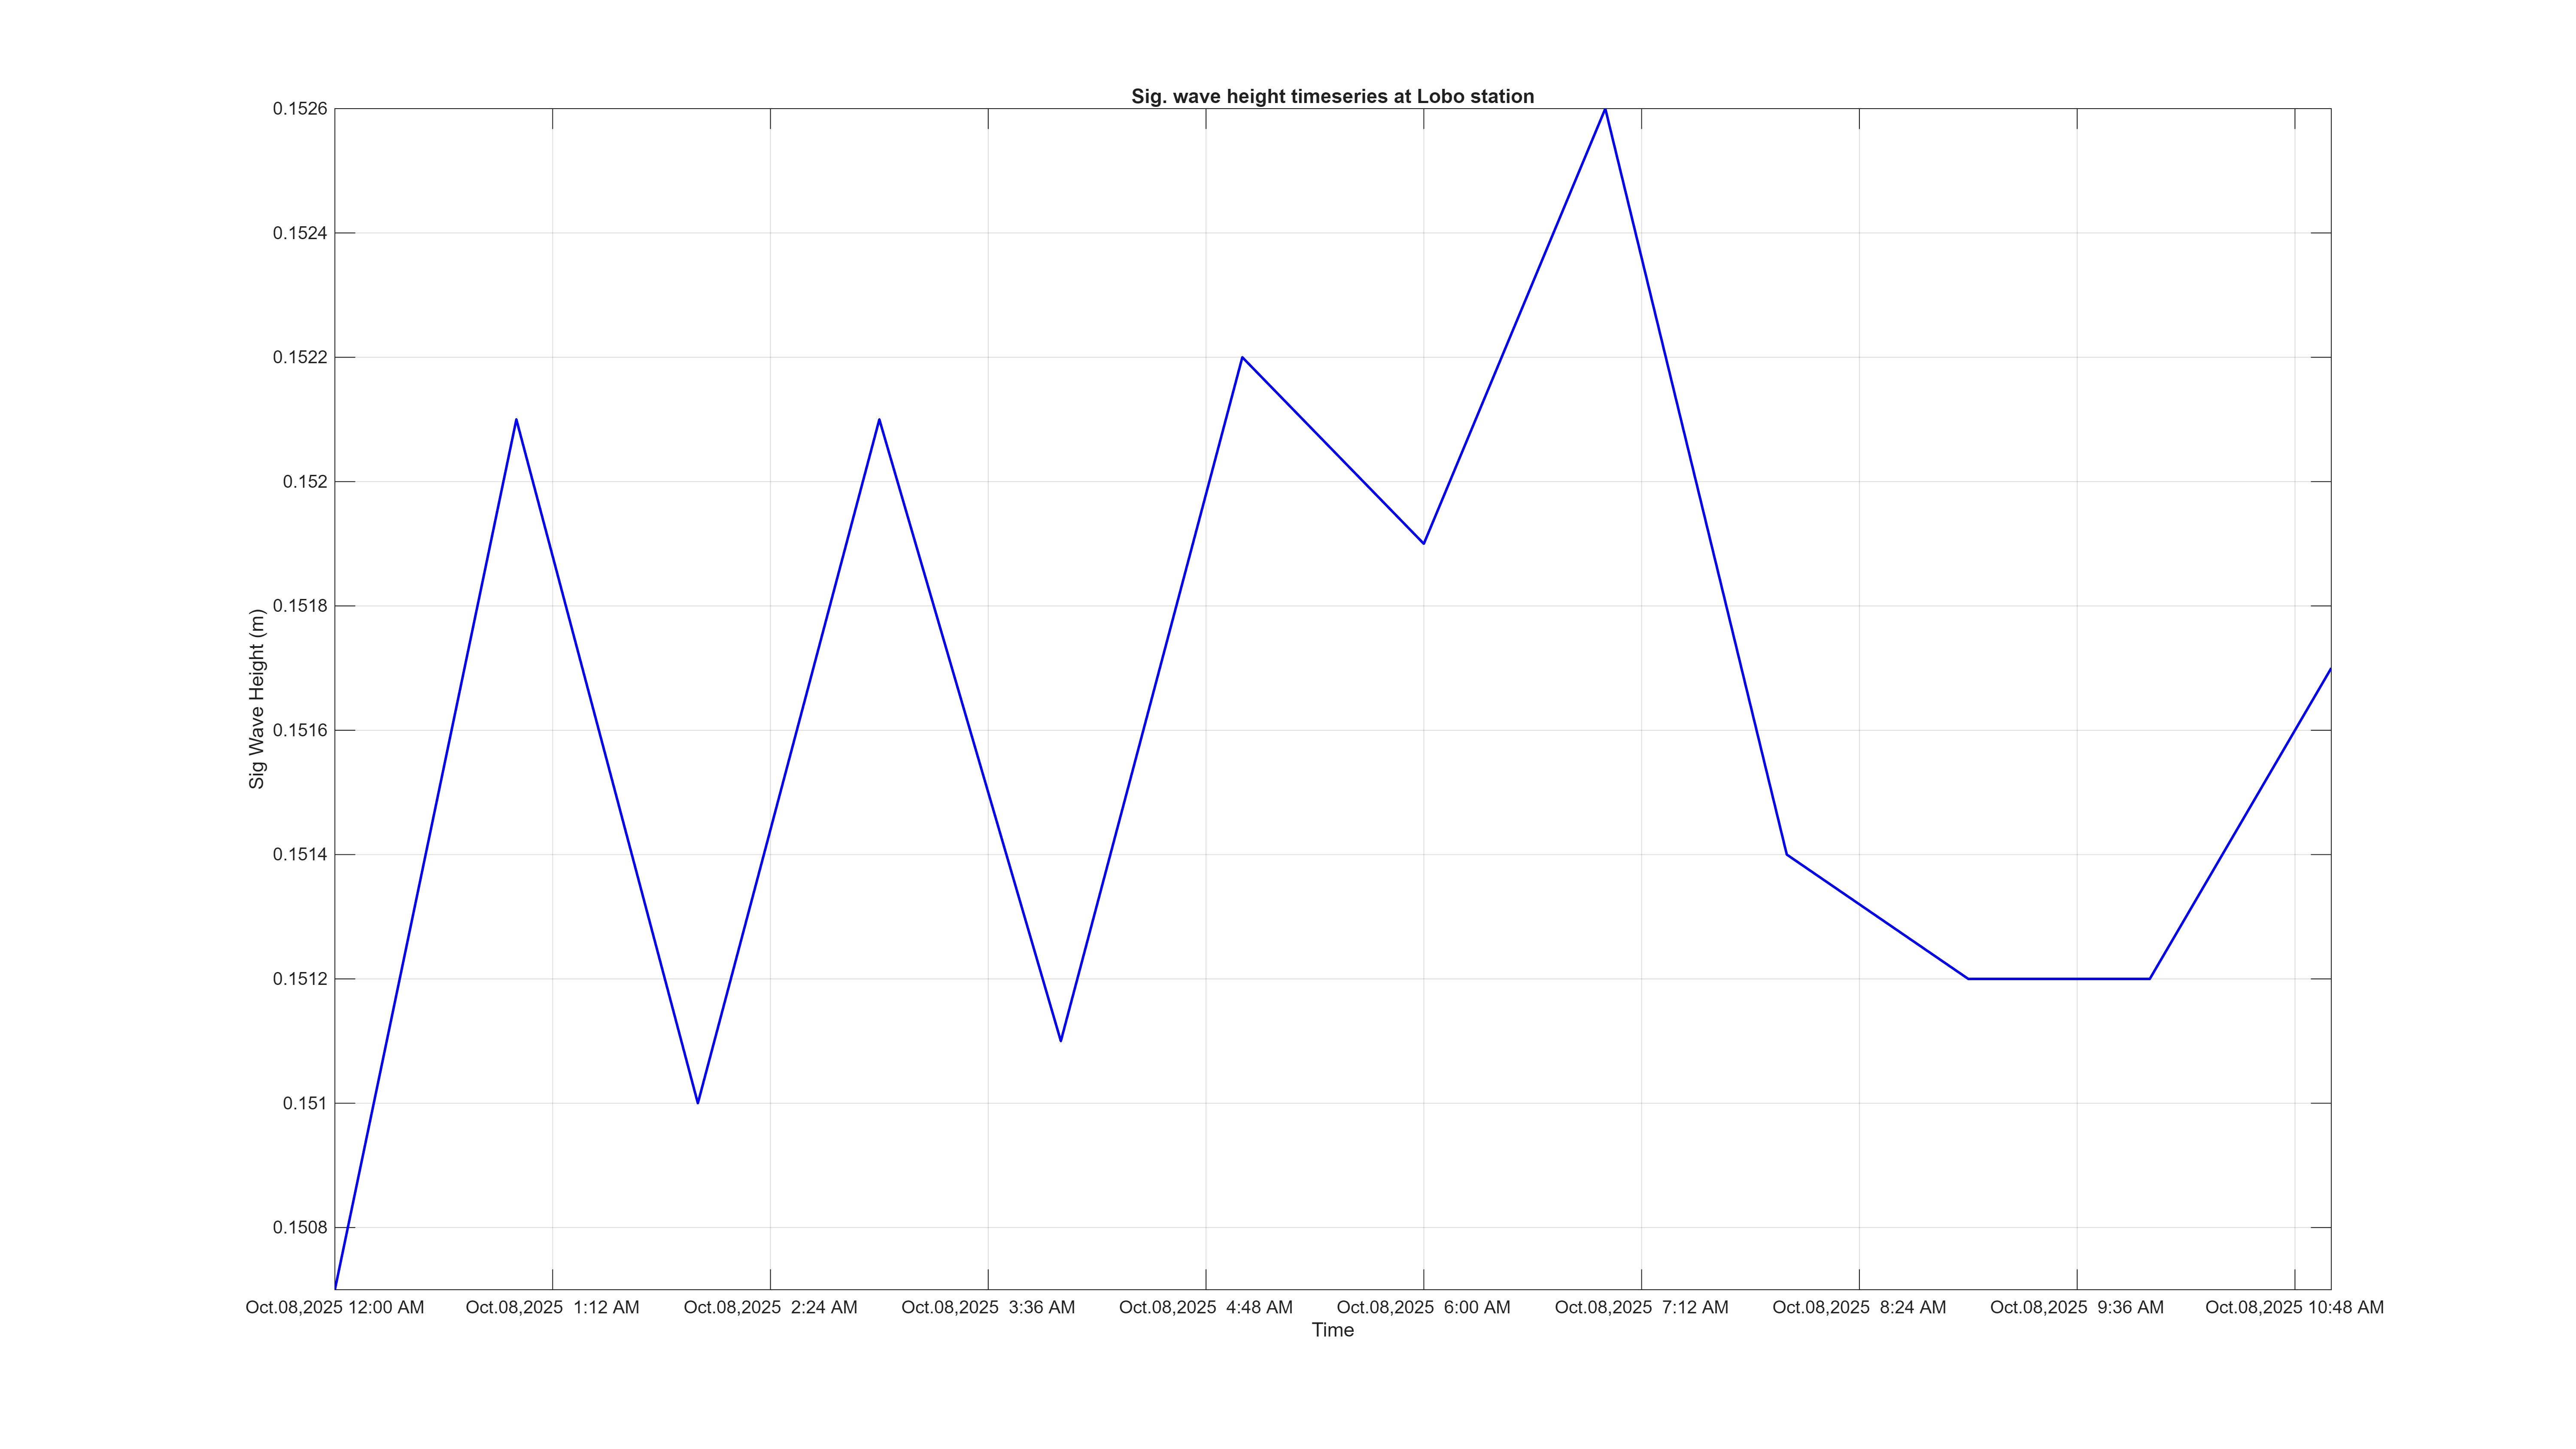 Sig. wave height timeseries at Lobo station
0.1526
0.1524
0.1522
0.152
0.1518
0.1516
0.1514
0.1512
0.151
0.1508
Sig Wave Height (m)
Oct.08,2025 12:00 AM Oct.08,2025 1:12 AM Oct.08,2025 2:24 AM Oct.08,2025 3:36 AM Oct.08,2025 4:48 AM Oct.08,2025 6:00 AM Oct.08,2025 7:12 AM Oct.08,2025 8:24 AM Oct.08,2025 9:36 AM Oct.08,2025 10:48 AM
Time